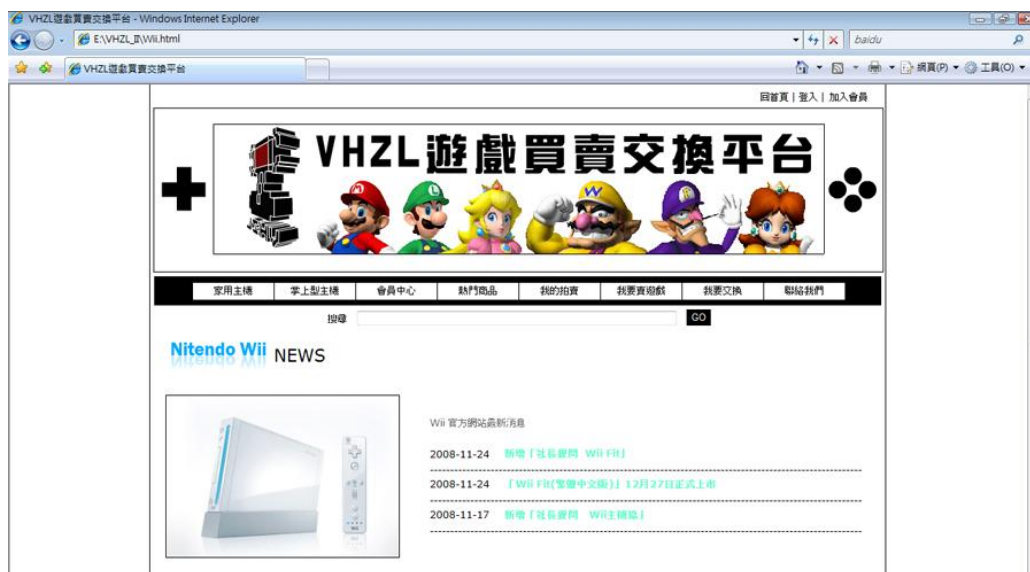 VHZL遊戲買賣交換平台 - Windows Internet Explorer
E:\VHZL_II\Wii.html
baidu
VHZL遊戲買賣交換平台
網頁(P)
工具(O)
回首頁 | 登入 | 加入會員
VHZL遊戲買賣交換平台
家用主機 掌上型主機 會員中心 熱門商品 我的拍賣 我要賣遊戲 我要交換 聯絡我們
搜尋
GO
Nitendo Wii NEWS
Wii 官方網站最新消息
2008-11-24 新增「社長提問 Wii Fit」
2008-11-24 「Wii Fit(繁體中文版)」12月27日正式上市
2008-11-17 新增「社長提問 Wii主機篇」
Wii